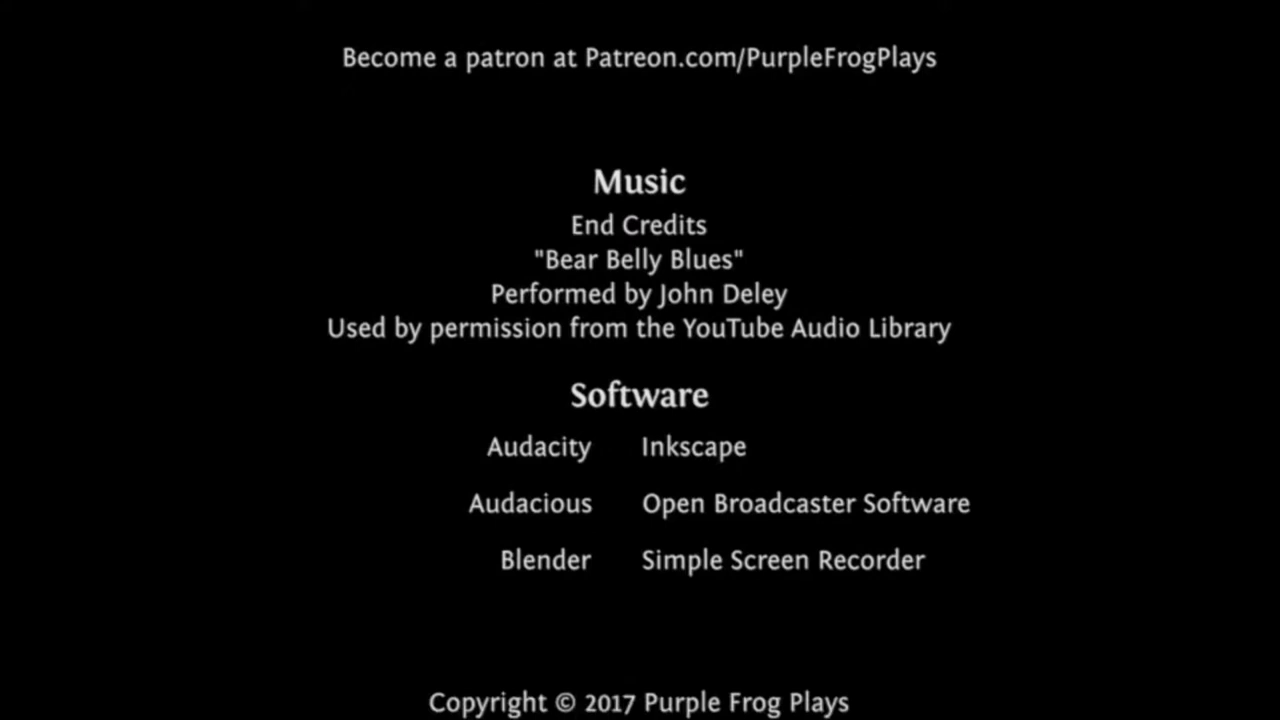 Become a patron at Patreon.com/PurpleFrogPlays
Music
End Credits
"Bear Belly Blues"
Performed by John Deley
Used by permission from the YouTube Audio Library
Software
Audacity Inkscape
Audacious Open Broadcaster Software
Blender Simple Screen Recorder
Copyright © 2017 Purple Frog Plays